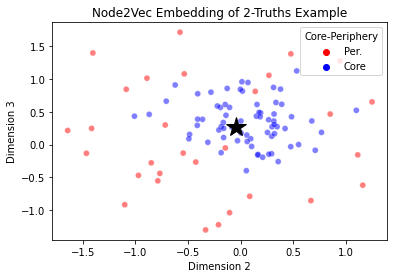 Node2Vec Embedding of 2-Truths Example
Core-Periphery
Per.
Core
1.5
1.0
0.5
0.0
−0.5
−1.0
Dimension 3
−1.5 −1.0 −0.5 0.0 0.5 1.0
Dimension 2